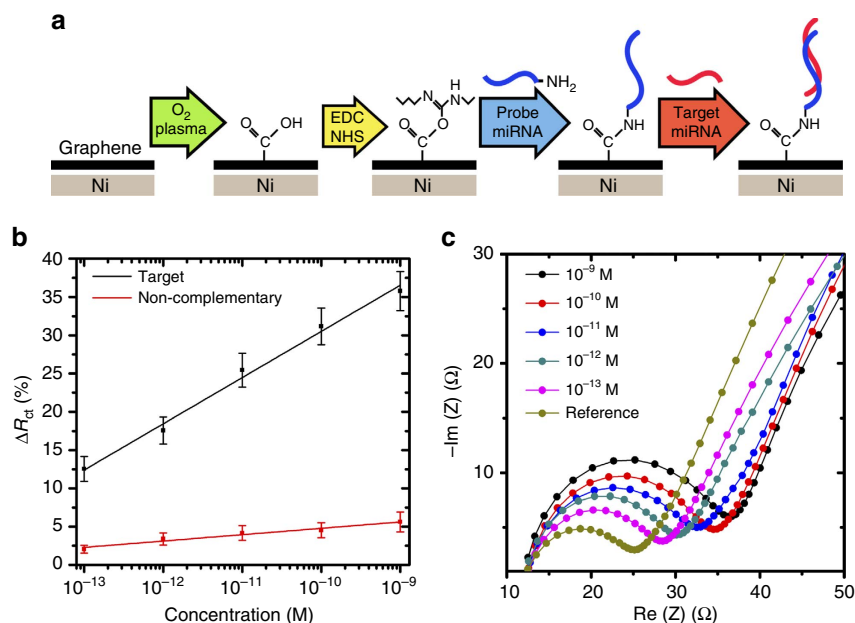 a
Graphene
Ni
O₂
plasma
O
OH
C
Ni
EDC
NHS
N
H
N
O
C
O
Ni
NH₂
Probe
miRNA
O
C
NH
Ni
Target
miRNA
O
C
NH
Ni
b
40
35
30
25
20
15
10
5
0
ΔRct (%)
Target
Non-complementary
10⁻¹³
10⁻¹²
10⁻¹¹
10⁻¹⁰
10⁻⁹
Concentration (M)
c
30
20
10
–Im (Z) (Ω)
10⁻⁹ M
10⁻¹⁰ M
10⁻¹¹ M
10⁻¹² M
10⁻¹³ M
Reference
10
20
30
40
50
Re (Z) (Ω)